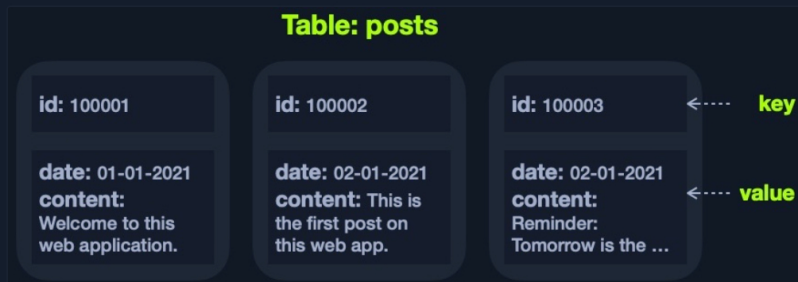 Table: posts
id: 100001
date: 01-01-2021
content:
Welcome to this
web application.
id: 100002
date: 02-01-2021
content: This is
the first post on
this web app.
id: 100003
date: 02-01-2021
content:
Reminder:
Tomorrow is the ...
key
value